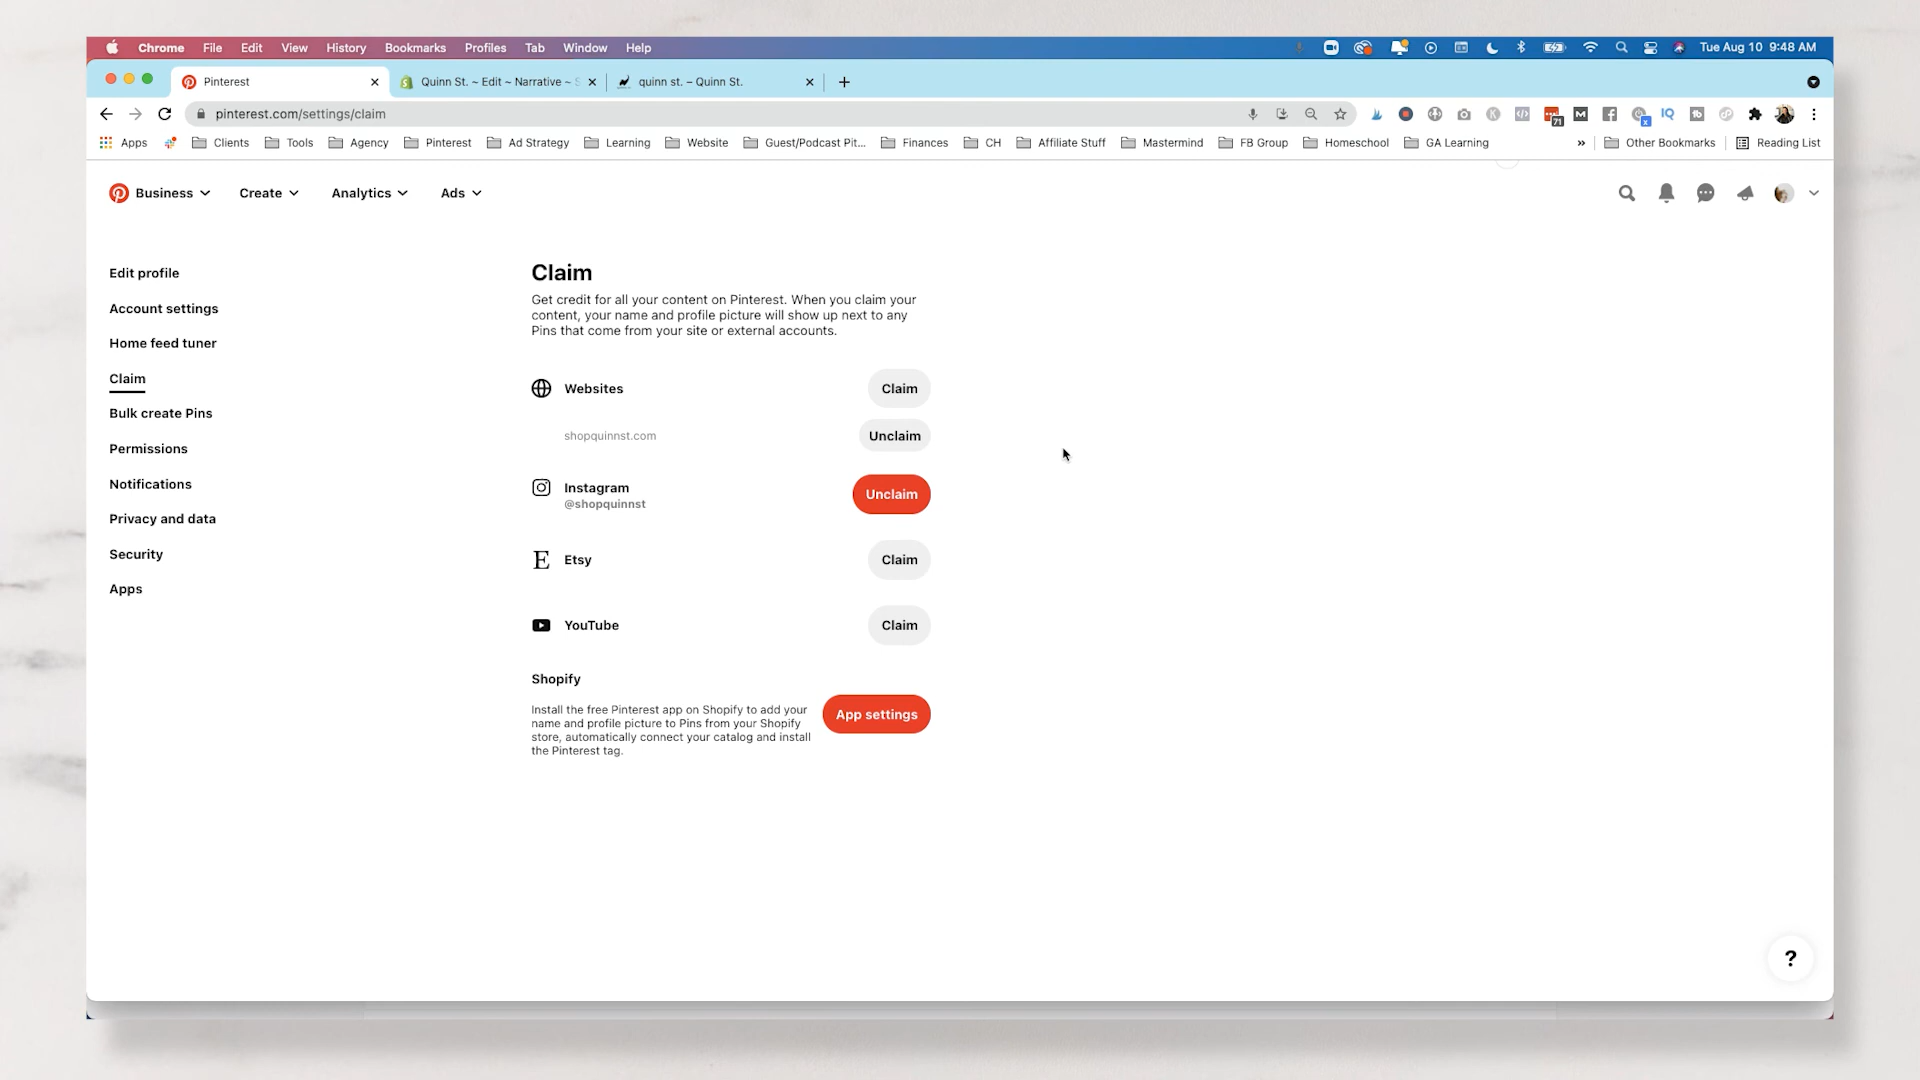 Chrome File Edit View History Bookmarks Profiles Tab Window Help Tue Aug 10 9:48 AM
Pinterest Quinn St. ~ Edit ~ Narrative ~ quinn st. – Quinn St.
pinterest.com/settings/claim
71 M IQ
Apps Clients Tools Agency Pinterest Ad Strategy Learning Website Guest/Podcast Pit... Finances CH Affiliate Stuff Mastermind FB Group Homeschool GA Learning » Other Bookmarks Reading List
Business Create Analytics Ads
Edit profile
Account settings
Home feed tuner
Claim
Bulk create Pins
Permissions
Notifications
Privacy and data
Security
Apps
Claim
Get credit for all your content on Pinterest. When you claim your
content, your name and profile picture will show up next to any
Pins that come from your site or external accounts.
Websites Claim
shopquinnst.com Unclaim
Instagram Unclaim
@shopquinnst
E Etsy Claim
YouTube Claim
Shopify
Install the free Pinterest app on Shopify to add your
name and profile picture to Pins from your Shopify
store, automatically connect your catalog and install
the Pinterest tag.
App settings
?